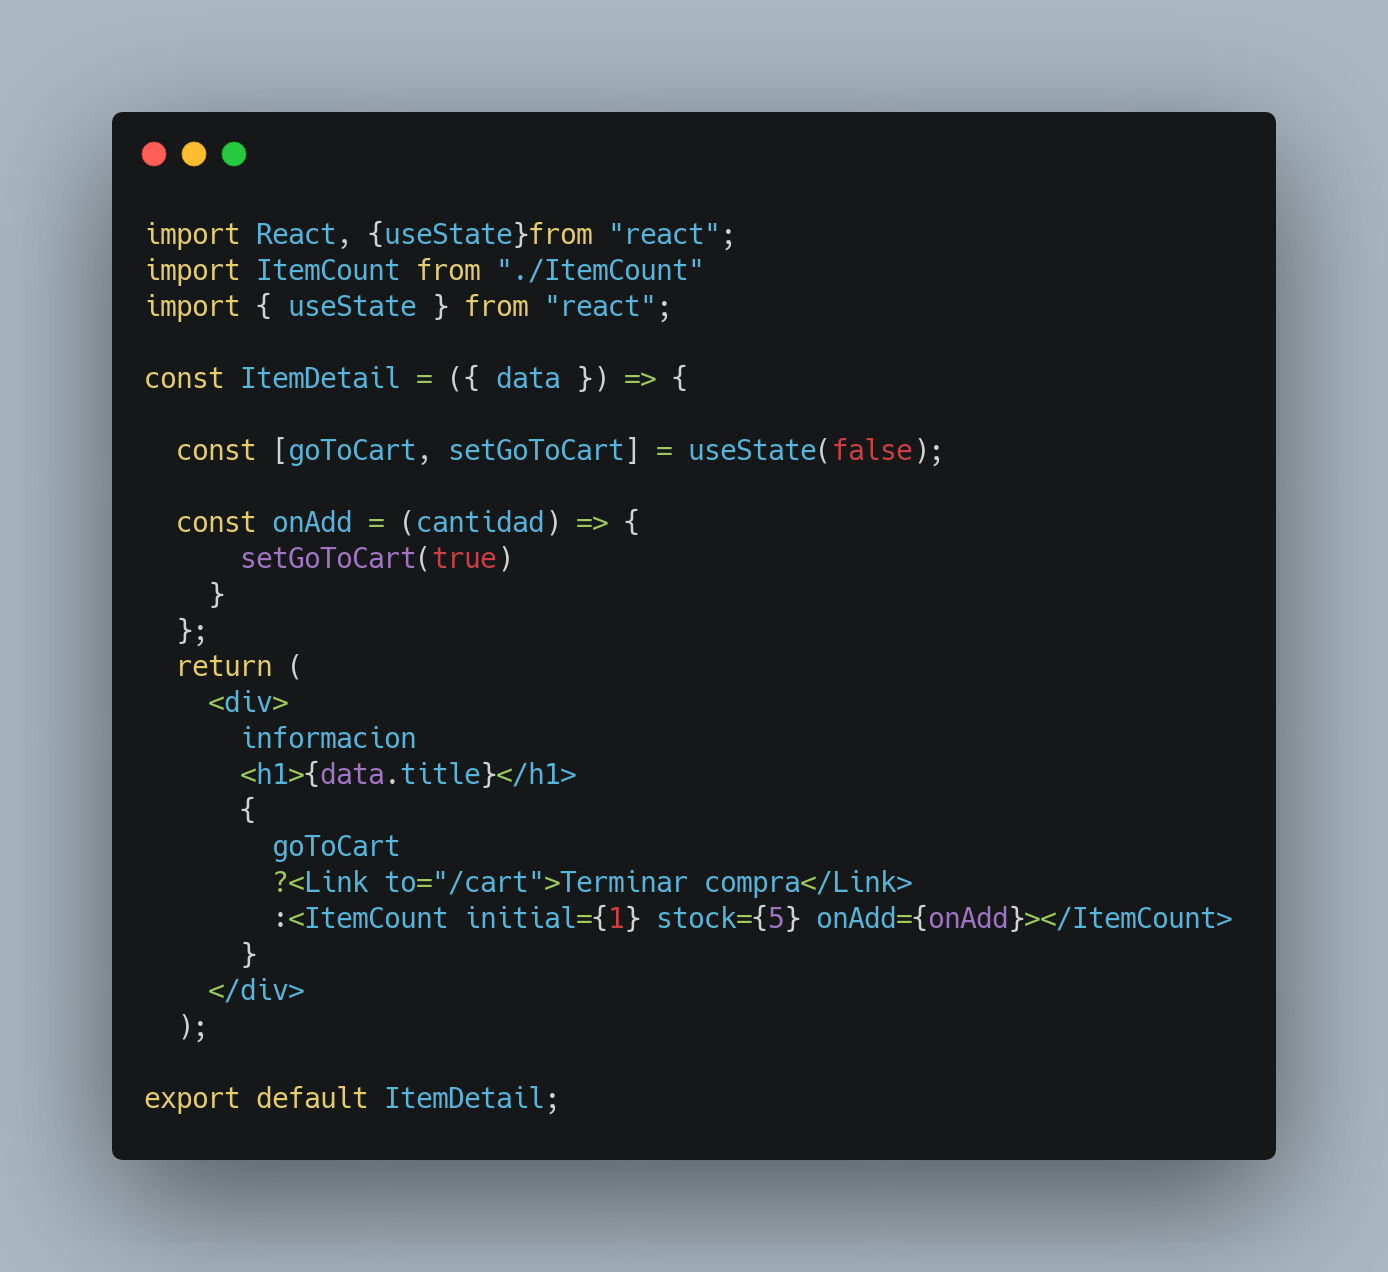 import React, {useState}from "react";
import ItemCount from "./ItemCount"
import { useState } from "react";
const ItemDetail = ({ data }) => {
const [goToCart, setGoToCart] = useState(false);
const onAdd = (cantidad) => {
setGoToCart(true)
}
};
return (
<div>
informacion
<h1>{data.title}</h1>
{
goToCart
?<Link to="/cart">Terminar compra</Link>
:<ItemCount initial={1} stock={5} onAdd={onAdd}></ItemCount>
}
</div>
);
export default ItemDetail;